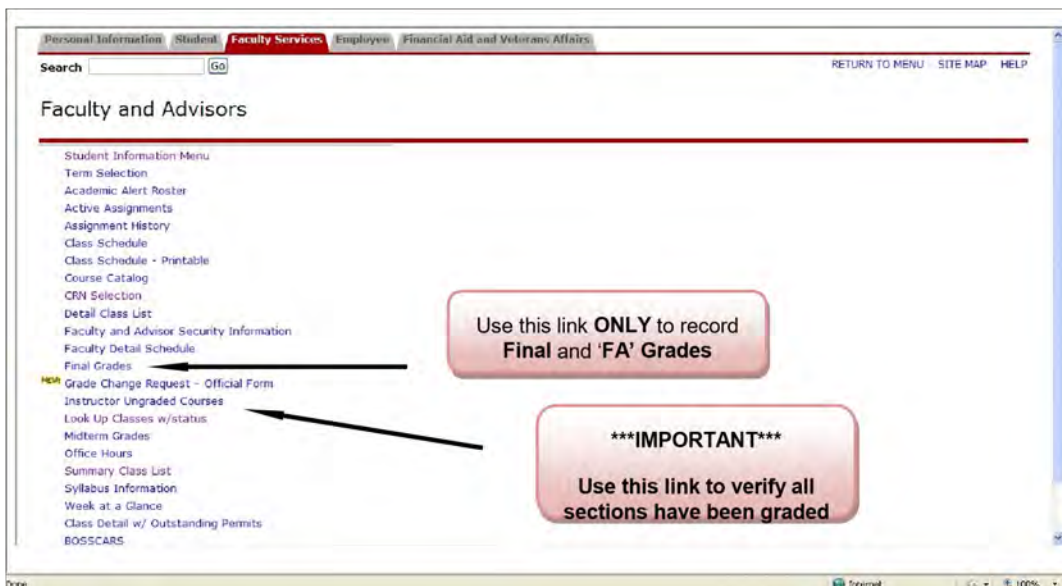 Personal Information Student Faculty Services Employee Financial Aid and Veterans Affairs
Search Go RETURN TO MENU SITE MAP HELP
Faculty and Advisors
Student Information Menu
Term Selection
Academic Alert Roster
Active Assignments
Assignment History
Class Schedule
Class Schedule - Printable
Course Catalog
CRN Selection
Detail Class List
Faculty and Advisor Security Information
Faculty Detail Schedule
Final Grades
NEW! Grade Change Request - Official Form
Instructor Ungraded Courses
Look Up Classes w/status
Midterm Grades
Office Hours
Summary Class List
Syllabus Information
Week at a Glance
Class Detail w/ Outstanding Permits
BOSSCARS
Use this link ONLY to record
Final and ‘FA’ Grades
***IMPORTANT***
Use this link to verify all
sections have been graded
Done Internet 100%